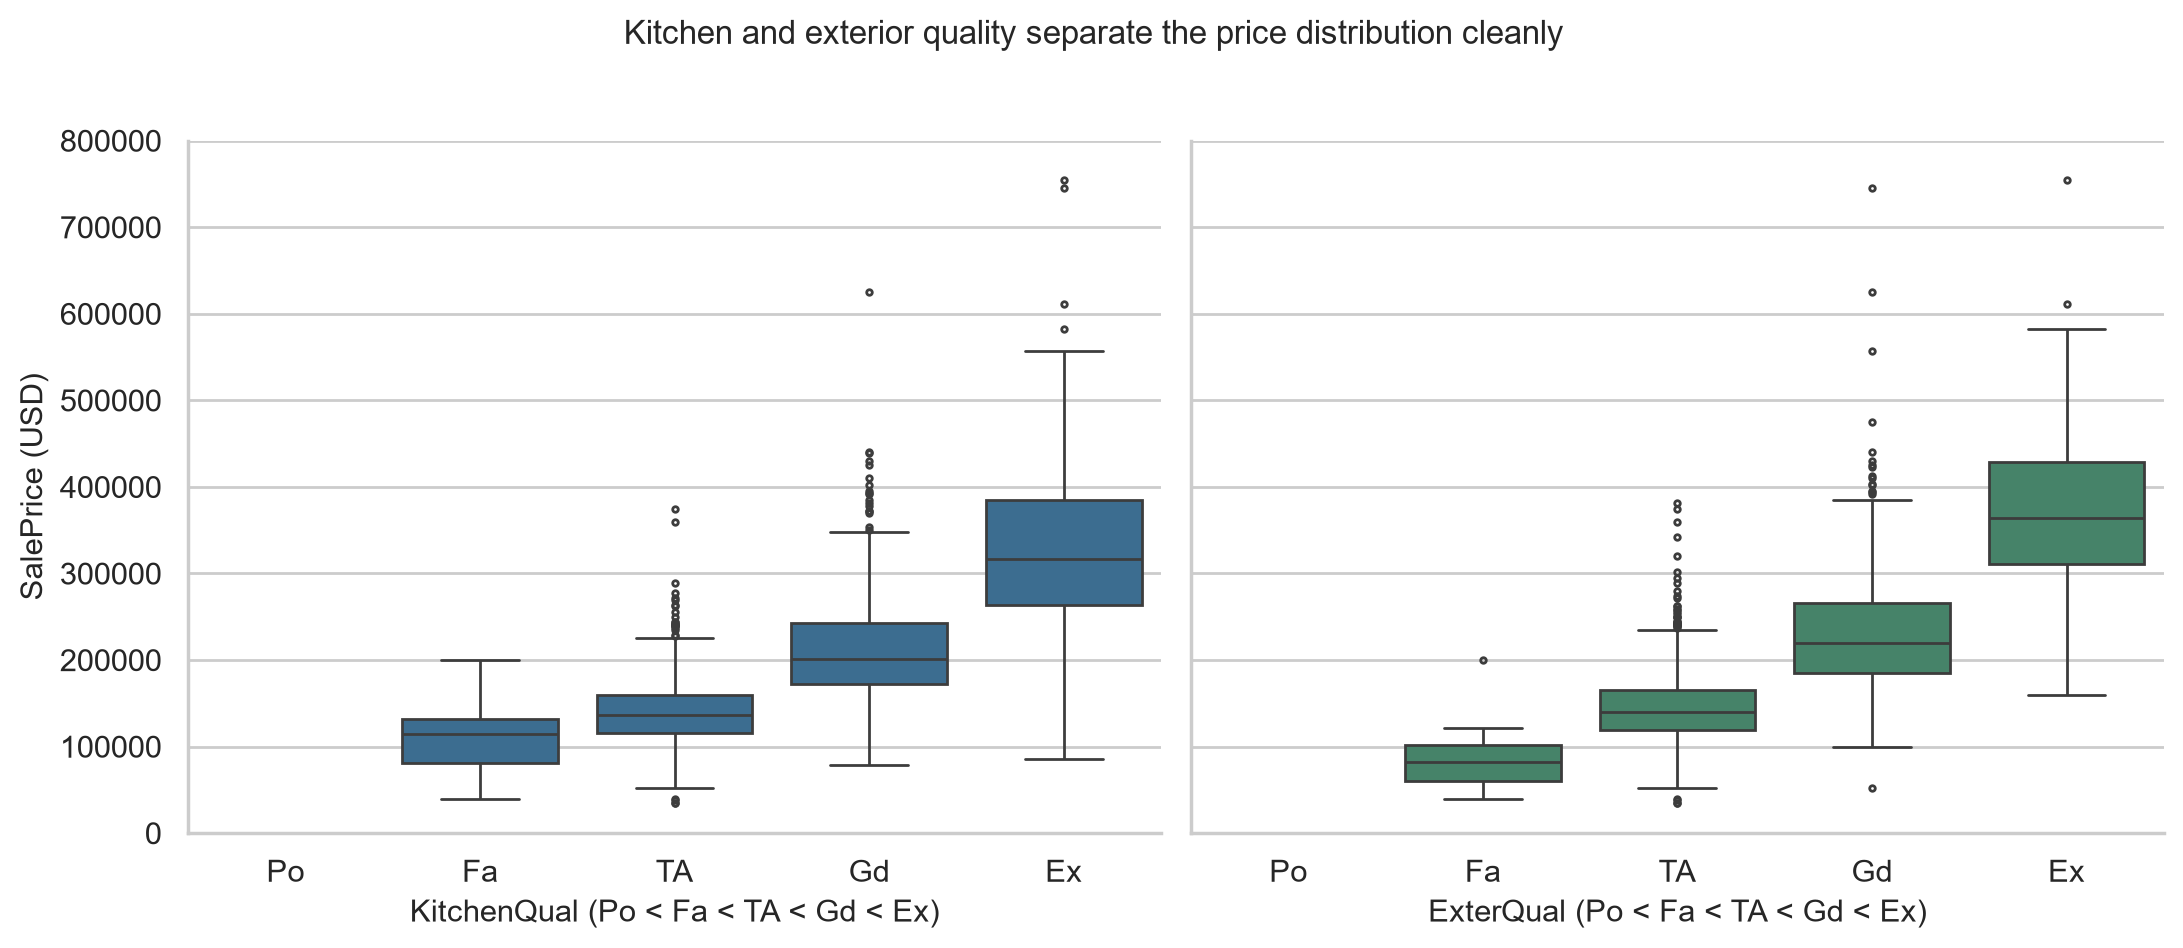 Kitchen and exterior quality separate the price distribution cleanly
SalePrice (USD)
800000
700000
600000
500000
400000
300000
200000
100000
0
Po Fa TA Gd Ex
KitchenQual (Po < Fa < TA < Gd < Ex)
Po Fa TA Gd Ex
ExterQual (Po < Fa < TA < Gd < Ex)